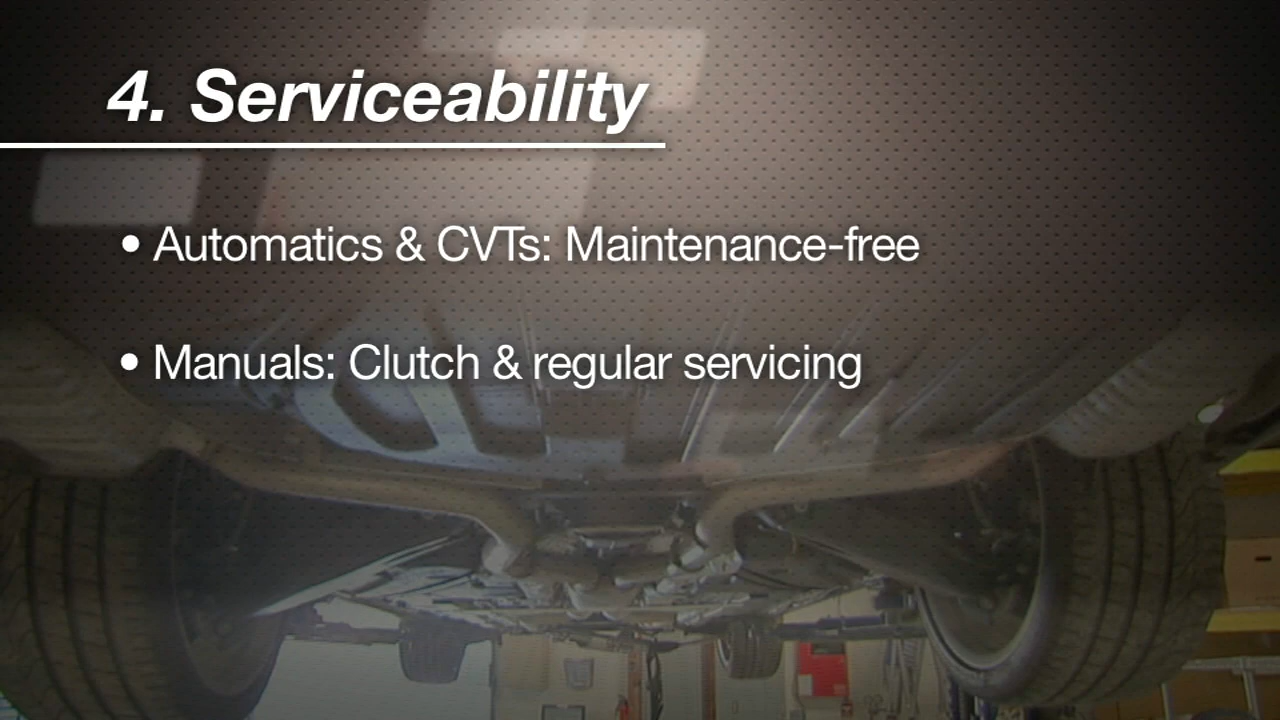 4. Serviceability
• Automatics & CVTs: Maintenance-free
• Manuals: Clutch & regular servicing